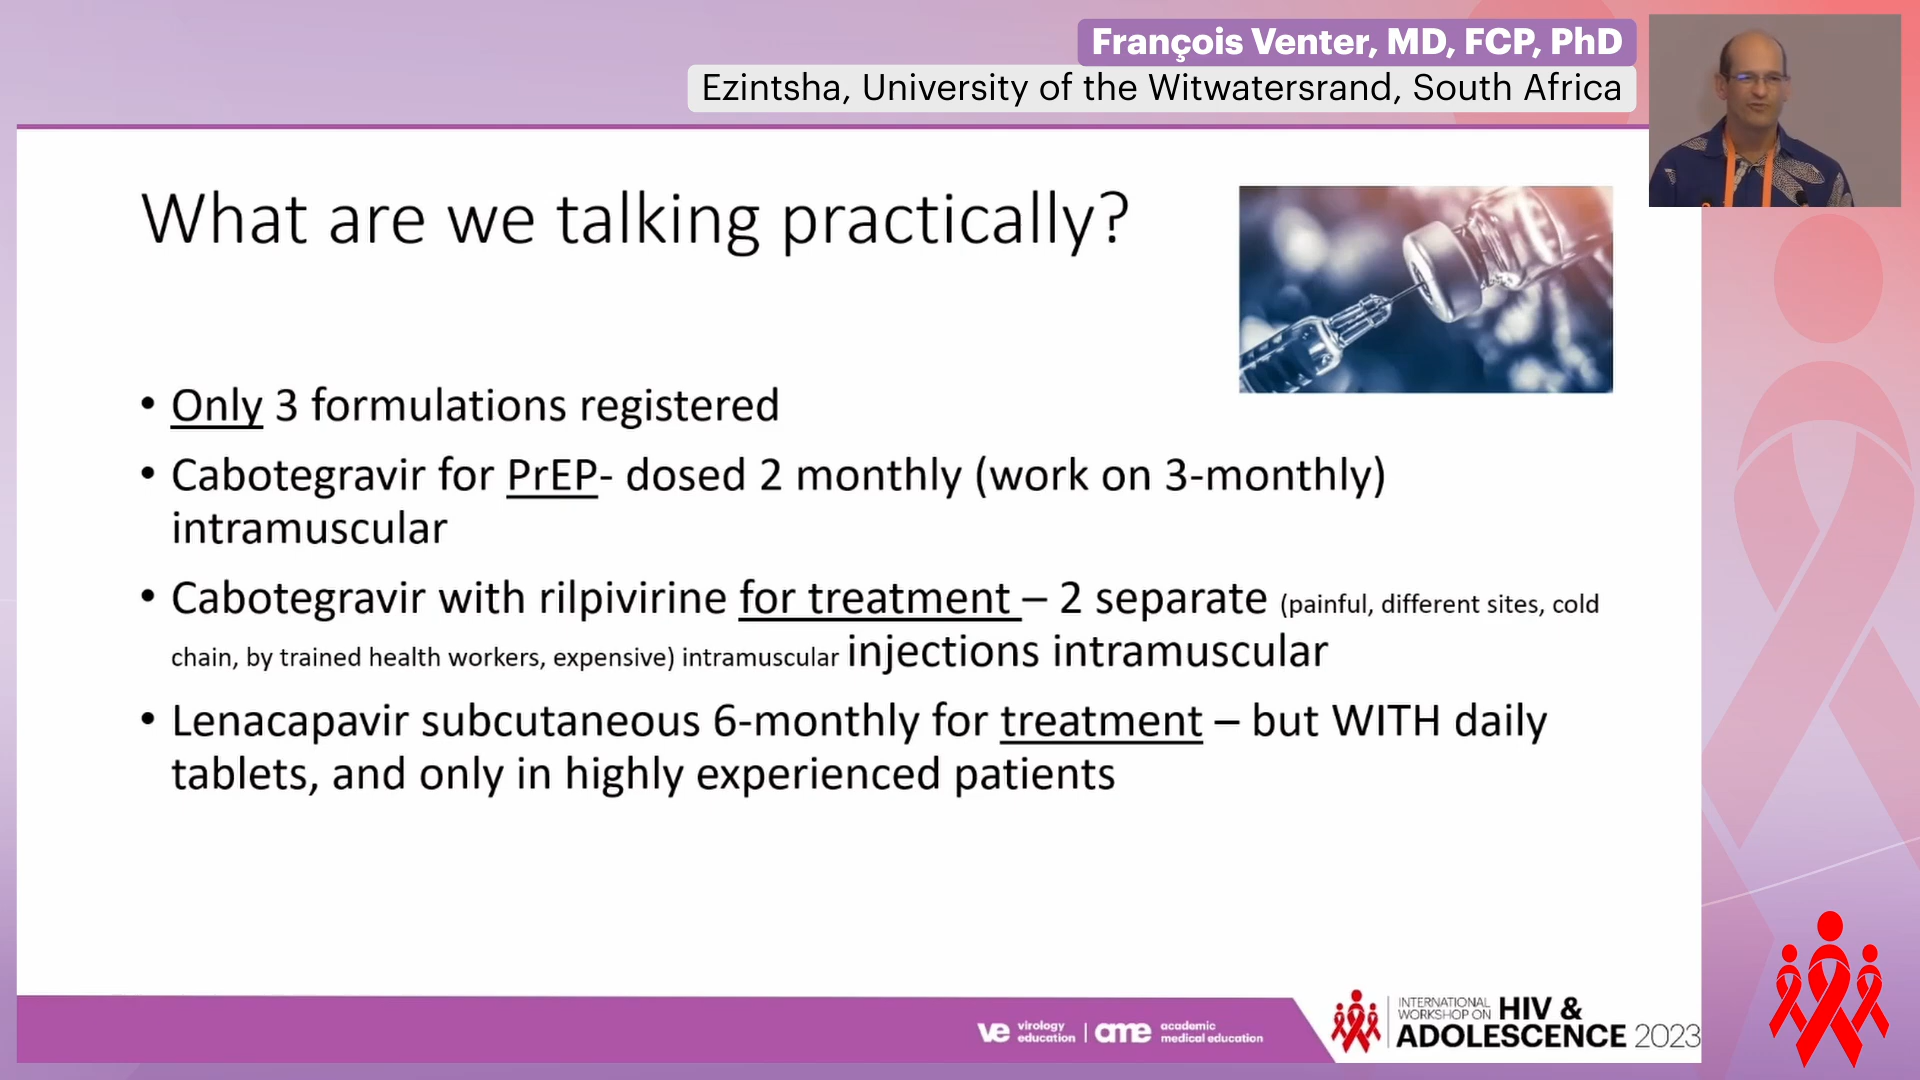 François Venter, MD, FCP, PhD
Ezintsha, University of the Witwatersrand, South Africa
What are we talking practically?
• Only 3 formulations registered
• Cabotegravir for PrEP- dosed 2 monthly (work on 3-monthly)
intramuscular
• Cabotegravir with rilpivirine for treatment – 2 separate (painful, different sites, cold
chain, by trained health workers, expensive) intramuscular injections intramuscular
• Lenacapavir subcutaneous 6-monthly for treatment – but WITH daily
tablets, and only in highly experienced patients
ve virology education | ame academic medical education
INTERNATIONAL WORKSHOP ON HIV &
ADOLESCENCE 2023